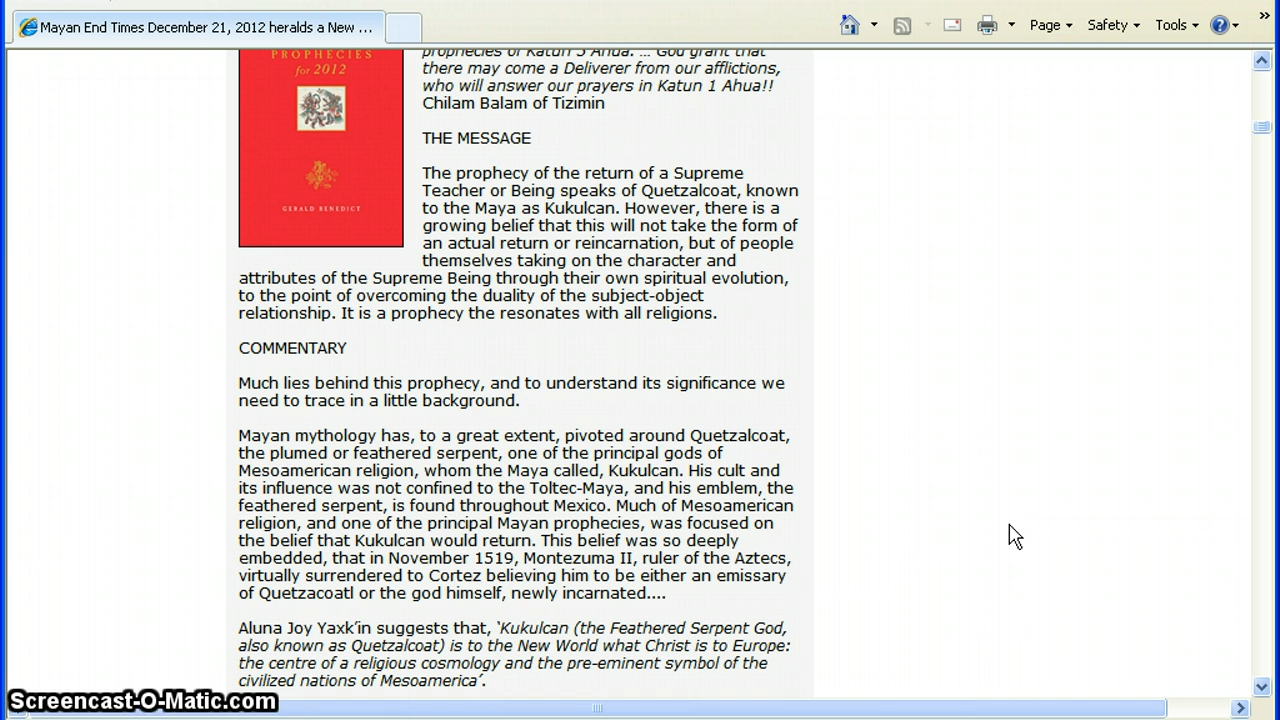 Mayan End Times December 21, 2012 heralds a New ...
Page
Safety
Tools
PROPHECIES
for 2012
GERALD BENEDICT
prophecies of Katun 5 Ahua. ... God grant that
there may come a Deliverer from our afflictions,
who will answer our prayers in Katun 1 Ahua!!
Chilam Balam of Tizimin
THE MESSAGE
The prophecy of the return of a Supreme
Teacher or Being speaks of Quetzalcoat, known
to the Maya as Kukulcan. However, there is a
growing belief that this will not take the form of
an actual return or reincarnation, but of people
themselves taking on the character and
attributes of the Supreme Being through their own spiritual evolution,
to the point of overcoming the duality of the subject-object
relationship. It is a prophecy the resonates with all religions.
COMMENTARY
Much lies behind this prophecy, and to understand its significance we
need to trace in a little background.
Mayan mythology has, to a great extent, pivoted around Quetzalcoat,
the plumed or feathered serpent, one of the principal gods of
Mesoamerican religion, whom the Maya called, Kukulcan. His cult and
its influence was not confined to the Toltec-Maya, and his emblem, the
feathered serpent, is found throughout Mexico. Much of Mesoamerican
religion, and one of the principal Mayan prophecies, was focused on
the belief that Kukulcan would return. This belief was so deeply
embedded, that in November 1519, Montezuma II, ruler of the Aztecs,
virtually surrendered to Cortez believing him to be either an emissary
of Quetzacoatl or the god himself, newly incarnated....
Aluna Joy Yaxk'in suggests that, 'Kukulcan (the Feathered Serpent God,
also known as Quetzalcoat) is to the New World what Christ is to Europe:
the centre of a religious cosmology and the pre-eminent symbol of the
civilized nations of Mesoamerica'.
Screencast-O-Matic.com